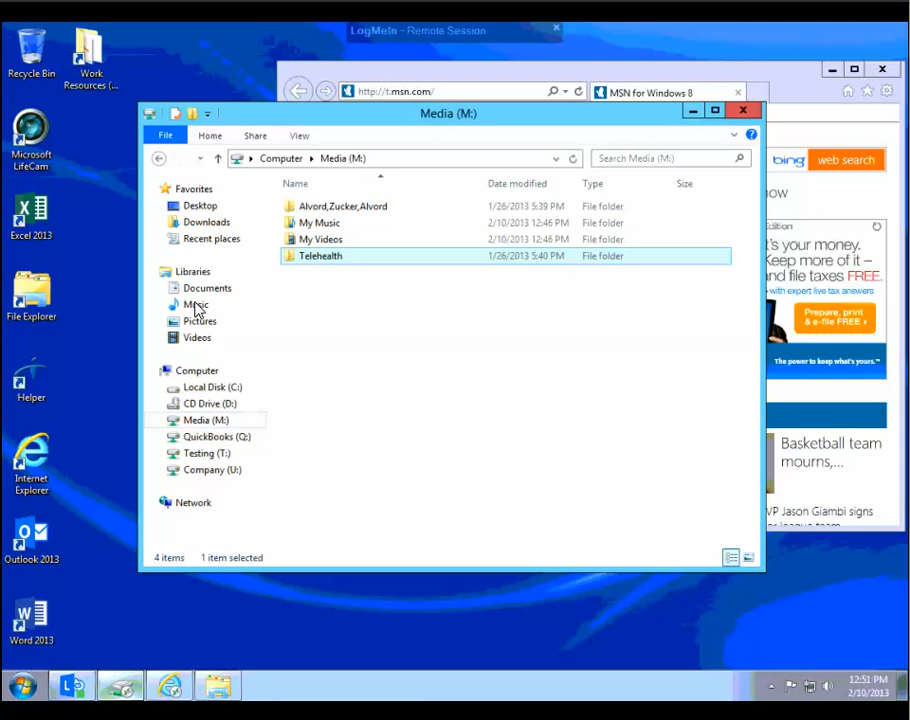 LogMeIn - Remote Session
Recycle Bin
Work
Resources (...
Microsoft
LifeCam
Excel 2013
File Explorer
Helper
Internet
Explorer
Outlook 2013
Word 2013
http://t.msn.com/
MSN for Windows 8
Media (M:)
File
Home
Share
View
Computer
Media (M:)
Search Media (M:)
Favorites
Desktop
Downloads
Recent places
Libraries
Documents
Music
Pictures
Videos
Computer
Local Disk (C:)
CD Drive (D:)
Media (M:)
QuickBooks (Q:)
Testing (T:)
Company (U:)
Network
Name Date modified Type Size
Alvord,Zucker,Alvord 1/26/2013 5:39 PM File folder
My Music 2/10/2013 12:46 PM File folder
My Videos 2/10/2013 12:46 PM File folder
Telehealth 1/26/2013 5:40 PM File folder
4 items 1 item selected
bing web search
now
's your money.
Keep more of it -
and file taxes FREE.
with expert live tax advice
Prepare, print
& e-file FREE
The power to keep what's yours.™
Basketball team
mourns,...
VP Jason Giambi signs
league team
12:51 PM
2/10/2013